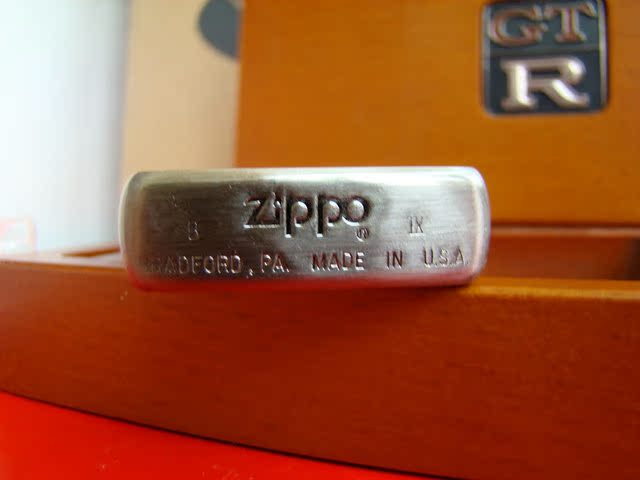 GT
R
B zippo ® IX
BRADFORD, PA. MADE IN U.S.A.